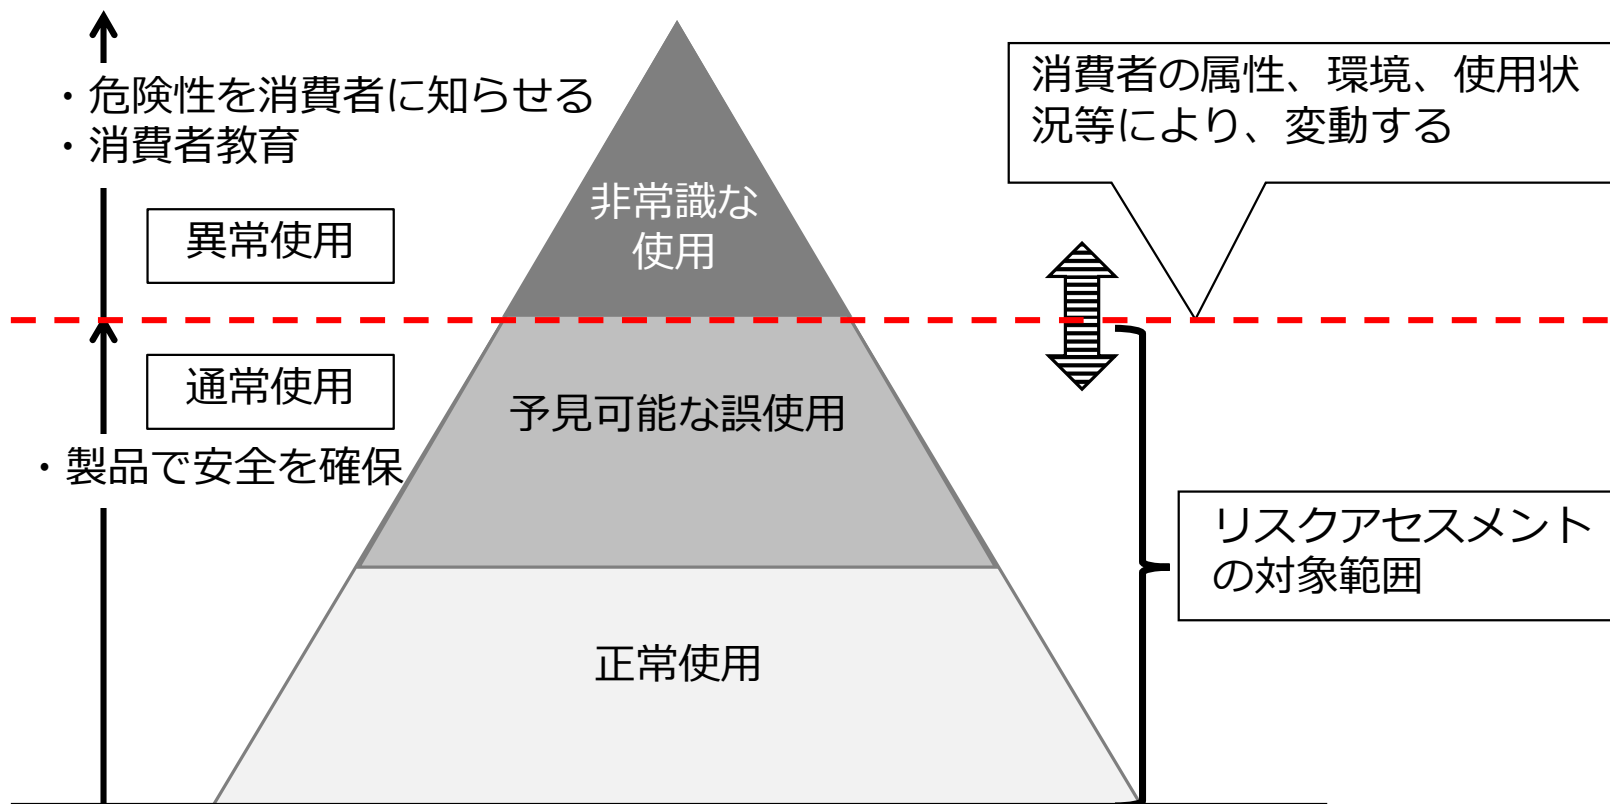 ・危険性を消費者に知らせる
・消費者教育
異常使用
通常使用
・製品で安全を確保
非常識な
使用
予見可能な誤使用
正常使用
消費者の属性、環境、使用状
況等により、変動する
リスクアセスメント
の対象範囲